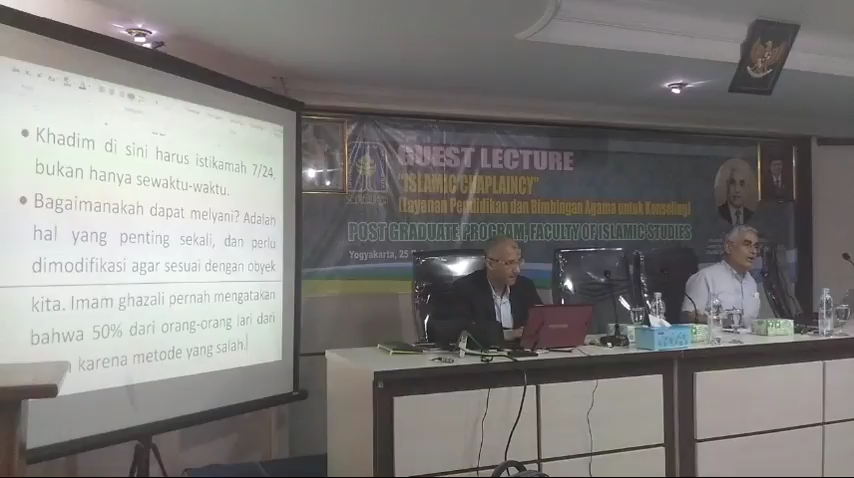 • Khadim di sini harus istikamah 7/24,
bukan hanya sewaktu-waktu.
• Bagaimanakah dapat melyani? Adalah
hal yang penting sekali, dan perlu
dimodifikasi agar sesuai dengan obyek
kita. Imam ghazali pernah mengatakan
bahwa 50% dari orang-orang lari dari
karena metode yang salah.
GUEST LECTURE
"ISLAMIC CHAPLAINCY"
(Layanan Pendidikan dan Bimbingan Agama untuk Konseling)
POST GRADUATE PROGRAM, FACULTY OF ISLAMIC STUDIES
Yogyakarta, 25